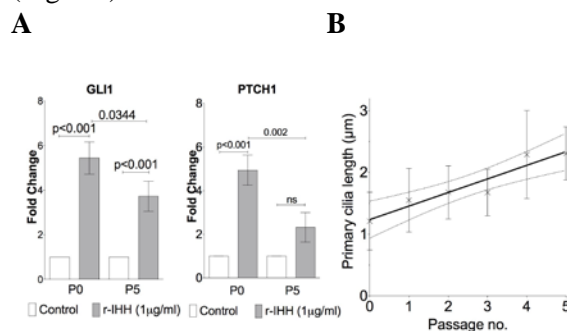 A
B
GLI1
PTCH1
Fold Change
8
6
4
2
0
p<0.001
0.0344
p<0.001
P0
P5
Control
r-IHH (1µg/ml)
Fold Change
8
6
4
2
0
p<0.001
0.002
ns
P0
P5
Control
r-IHH (1µg/ml)
Primary cilia length (µm)
3
2
1
0
0
1
2
3
4
5
Passage no.